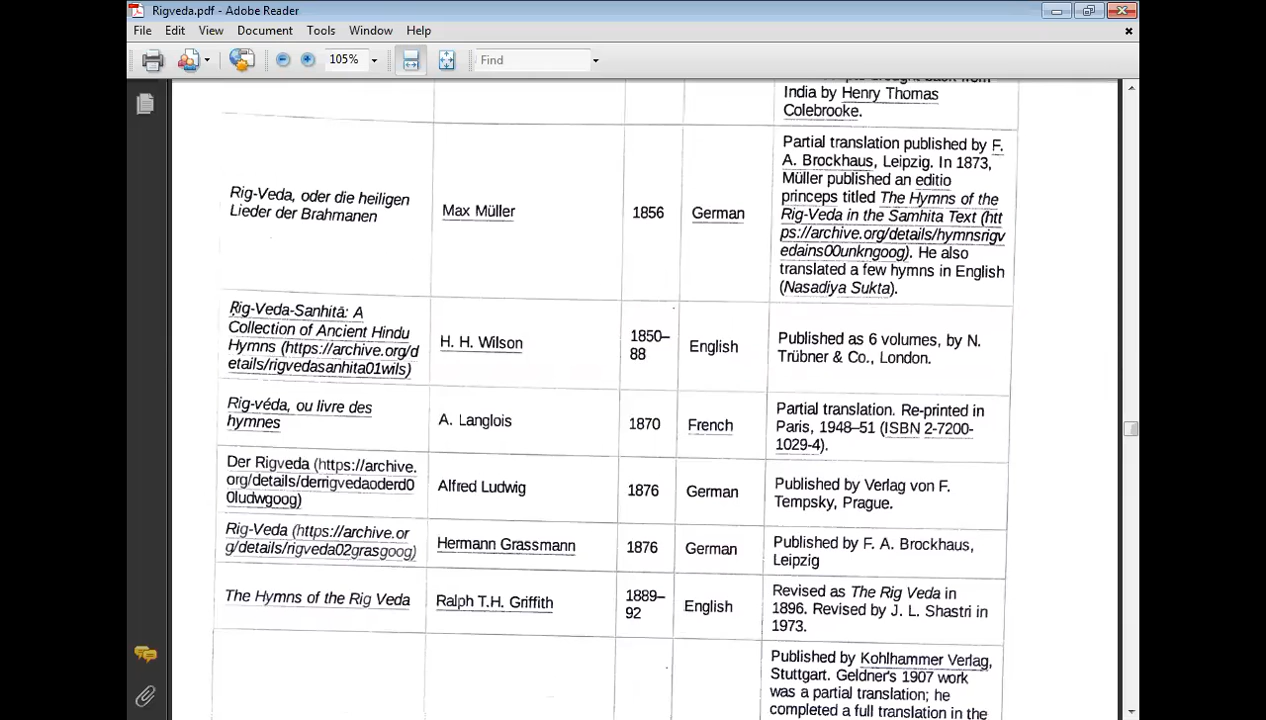 Rigveda.pdf - Adobe Reader
File Edit View Document Tools Window Help
105%
Find
India by Henry Thomas
Colebrooke.
Rig-Veda, oder die heiligen
Lieder der Brahmanen
Max Müller
1856
German
Partial translation published by F.
A. Brockhaus, Leipzig. In 1873,
Müller published an editio
princeps titled The Hymns of the
Rig-Veda in the Samhita Text (htt
ps://archive.org/details/hymnsrigv
edains00unkngoog). He also
translated a few hymns in English
(Nasadiya Sukta).
Ṛig-Veda-Sanhitā: A
Collection of Ancient Hindu
Hymns (https://archive.org/d
etails/rigvedasanhita01wils)
H. H. Wilson
1850–
88
English
Published as 6 volumes, by N.
Trübner & Co., London.
Rig-véda, ou livre des
hymnes
A. Langlois
1870
French
Partial translation. Re-printed in
Paris, 1948–51 (ISBN 2-7200-
1029-4).
Der Rigveda (https://archive.
org/details/derrigvedaoderd0
0ludwgoog)
Alfred Ludwig
1876
German
Published by Verlag von F.
Tempsky, Prague.
Rig-Veda (https://archive.or
g/details/rigveda02grasgoog)
Hermann Grassmann
1876
German
Published by F. A. Brockhaus,
Leipzig
The Hymns of the Rig Veda
Ralph T.H. Griffith
1889–
92
English
Revised as The Rig Veda in
1896. Revised by J. L. Shastri in
1973.
Published by Kohlhammer Verlag,
Stuttgart. Geldner's 1907 work
was a partial translation; he
completed a full translation in the